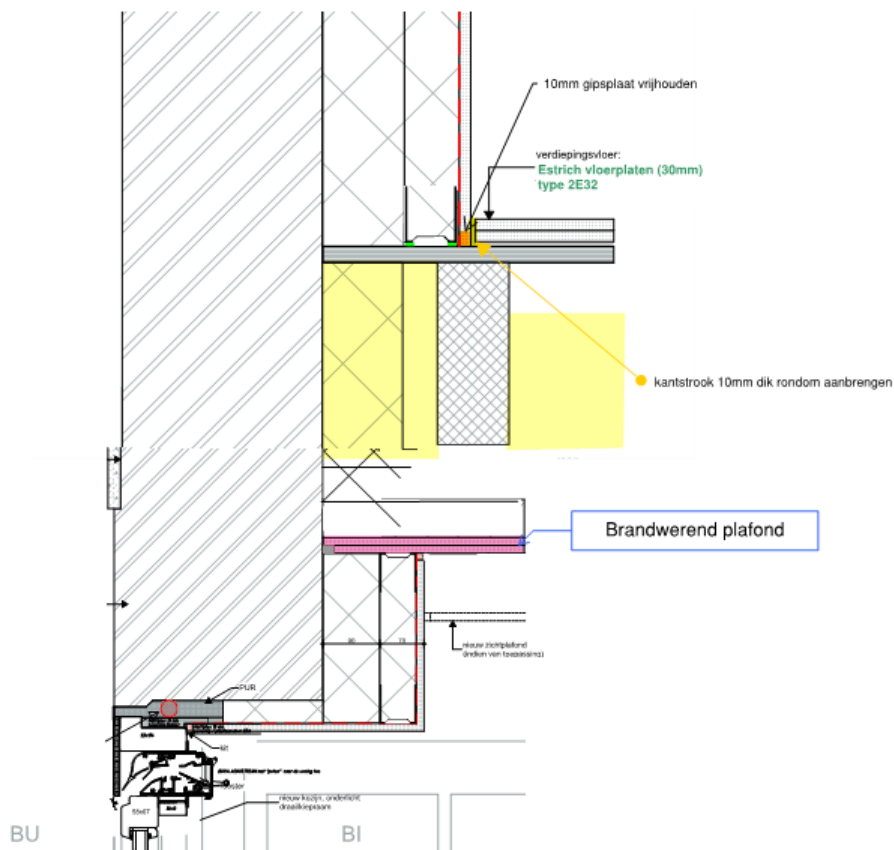 10mm gipsplaat vrijhouden
verdiepingsvloer:
Estrich vloerplaten (30mm)
type 2E32
kantstrook 10mm dik rondom aanbrengen
Brandwerend plafond
nieuw zichtplafond
(indien van toepassing)
PUR
kit
nieuw kozijn, onderlicht
draaikiepraam
BU
BI